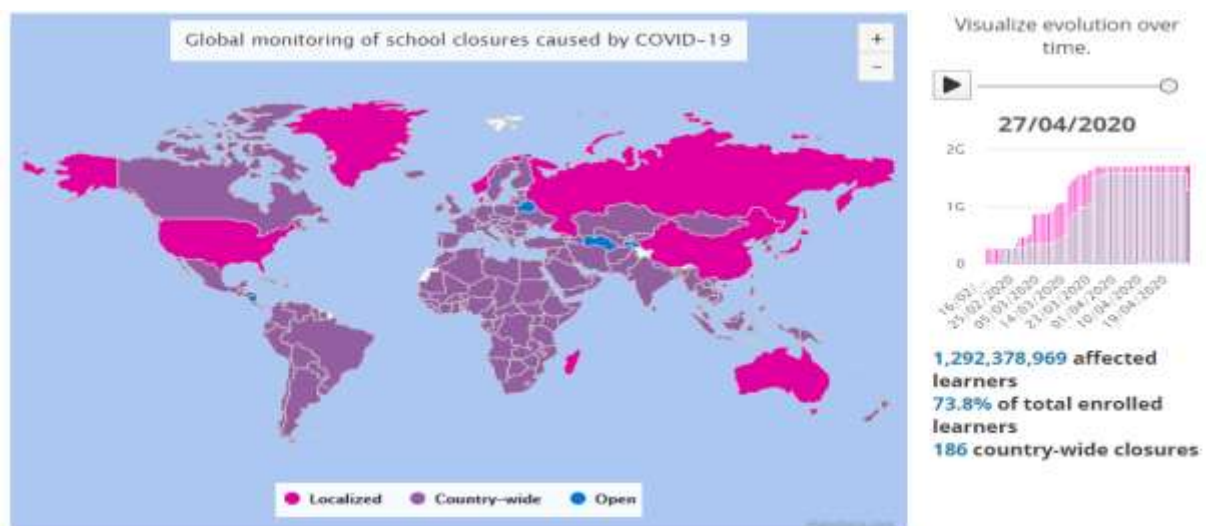 Global monitoring of school closures caused by COVID-19
+
−
Localized
Country-wide
Open
Visualize evolution over
time.
27/04/2020
2G
1G
0
16/02/...
25/02/2020
05/03/2020
14/03/2020
23/03/2020
01/04/2020
10/04/2020
19/04/2020
1,292,378,969 affected
learners
73.8% of total enrolled
learners
186 country-wide closures